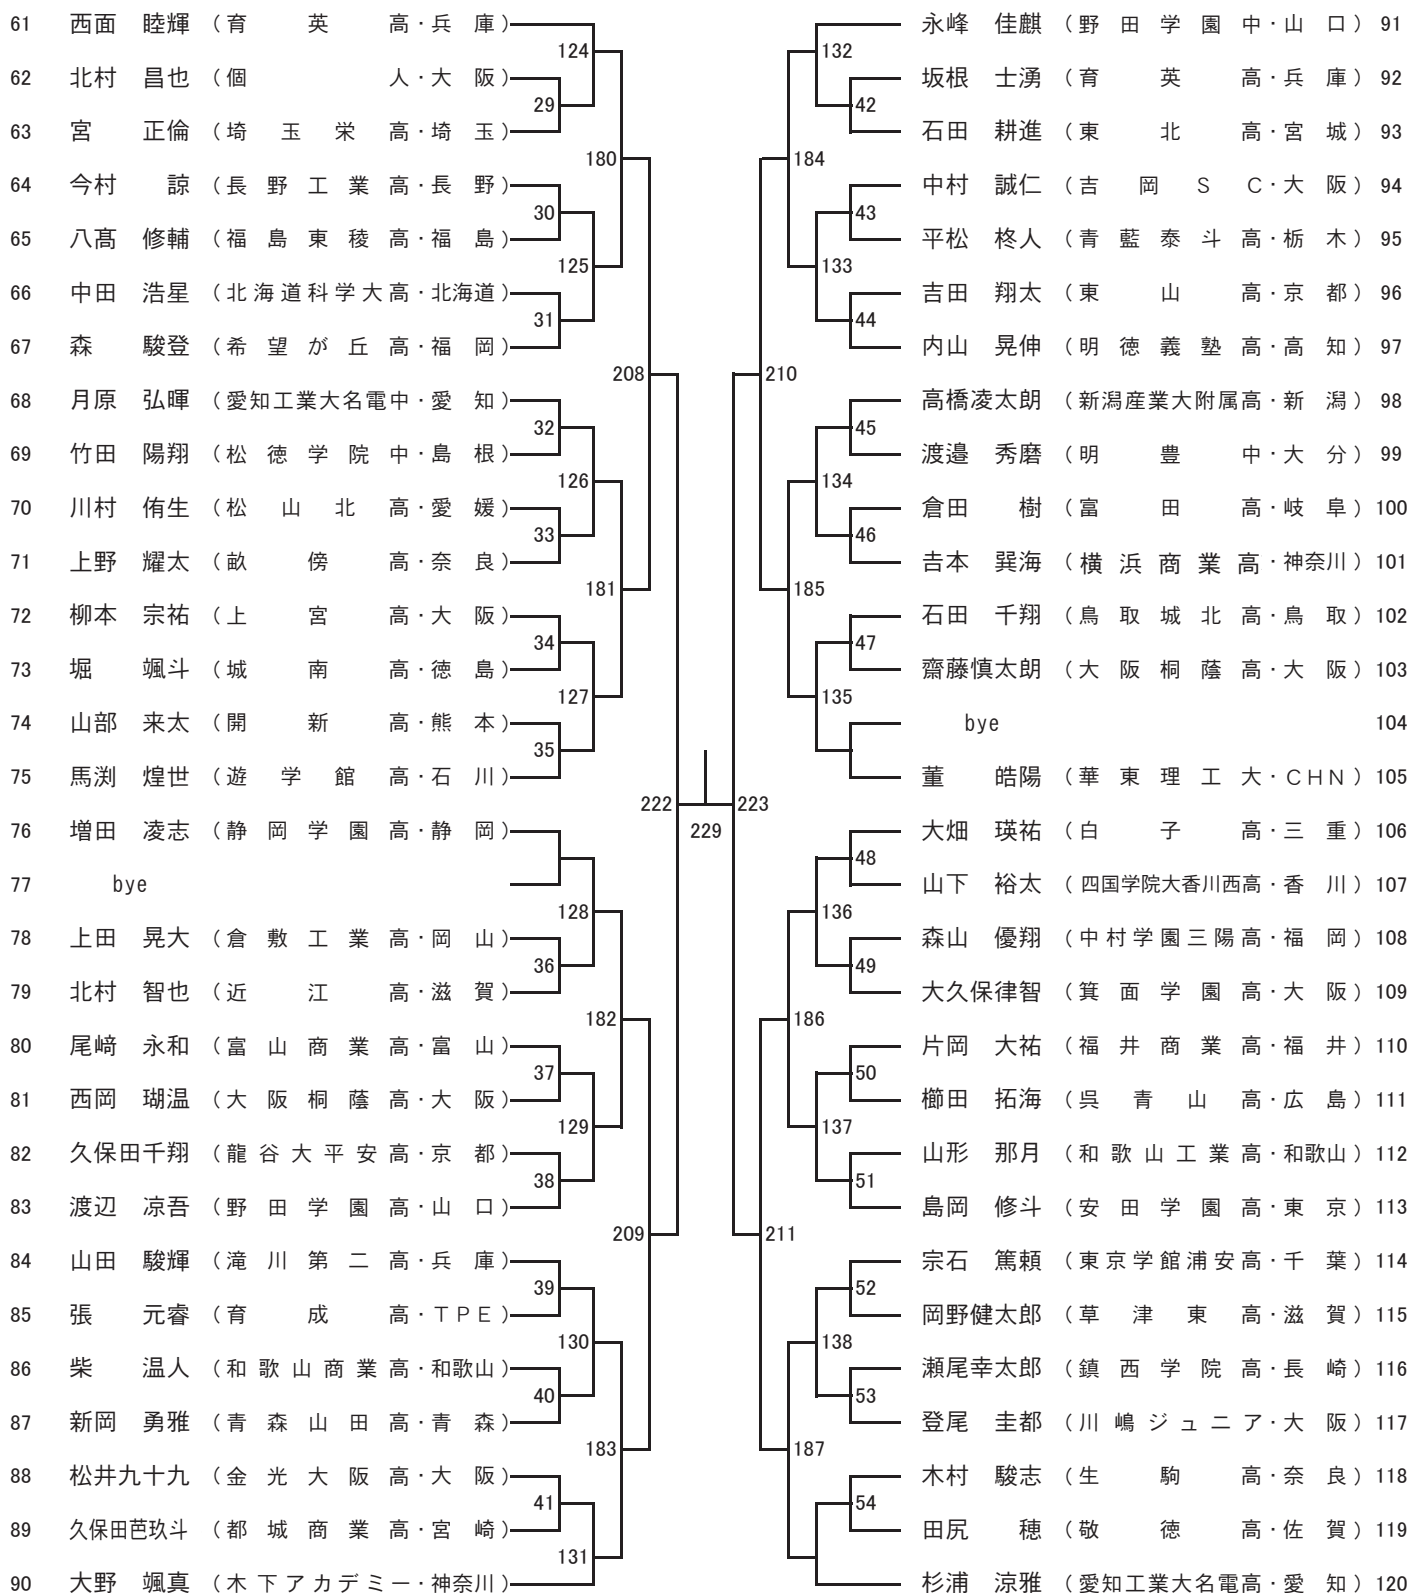 61 西面 睦輝 (育英高・兵庫)
62 北村 昌也 (個人・大阪)
63 宮 正倫 (埼玉栄高・埼玉)
64 今村 諒 (長野工業高・長野)
65 八髙 修輔 (福島東稜高・福島)
66 中田 浩星 (北海道科学大高・北海道)
67 森 駿登 (希望が丘高・福岡)
68 月原 弘暉 (愛知工業大名電中・愛知)
69 竹田 陽翔 (松徳学院中・島根)
70 川村 侑生 (松山北高・愛媛)
71 上野 耀太 (畝傍高・奈良)
72 柳本 宗祐 (上宮高・大阪)
73 堀 颯斗 (城南高・徳島)
74 山部 来太 (開新高・熊本)
75 馬渕 煌世 (遊学館高・石川)
76 増田 凌志 (静岡学園高・静岡)
77 bye
78 上田 晃大 (倉敷工業高・岡山)
79 北村 智也 (近江高・滋賀)
80 尾﨑 永和 (富山商業高・富山)
81 西岡 瑚温 (大阪桐蔭高・大阪)
82 久保田千翔 (龍谷大平安高・京都)
83 渡辺 凉吾 (野田学園高・山口)
84 山田 駿輝 (滝川第二高・兵庫)
85 張 元睿 (育成高・TPE)
86 柴 温人 (和歌山商業高・和歌山)
87 新岡 勇雅 (青森山田高・青森)
88 松井九十九 (金光大阪高・大阪)
89 久保田芭玖斗 (都城商業高・宮崎)
90 大野 颯真 (木下アカデミー・神奈川)
124
29
180
30
125
31
208
32
126
33
181
34
127
35
222
128
36
182
37
129
38
209
39
130
40
183
41
131
229
223
132
42
184
43
133
44
210
45
134
46
185
47
135
48
136
49
186
50
137
51
211
52
138
53
187
54
永峰 佳麒 (野田学園中・山口) 91
坂根 士湧 (育英高・兵庫) 92
石田 耕進 (東北高・宮城) 93
中村 誠仁 (吉岡SC・大阪) 94
平松 柊人 (青藍泰斗高・栃木) 95
吉田 翔太 (東山高・京都) 96
内山 晃伸 (明徳義塾高・高知) 97
高橋凌太朗 (新潟産業大附属高・新潟) 98
渡邉 秀磨 (明豊中・大分) 99
倉田 樹 (富田高・岐阜) 100
𠮷本 巽海 (横浜商業高・神奈川) 101
石田 千翔 (鳥取城北高・鳥取) 102
齋藤慎太朗 (大阪桐蔭高・大阪) 103
bye 104
董 皓陽 (華東理工大・CHN) 105
大畑 瑛祐 (白子高・三重) 106
山下 裕太 (四国学院大香川西高・香川) 107
森山 優翔 (中村学園三陽高・福岡) 108
大久保律智 (箕面学園高・大阪) 109
片岡 大祐 (福井商業高・福井) 110
櫛田 拓海 (呉青山高・広島) 111
山形 那月 (和歌山工業高・和歌山) 112
島岡 修斗 (安田学園高・東京) 113
宗石 篤頼 (東京学館浦安高・千葉) 114
岡野健太郎 (草津東高・滋賀) 115
瀬尾幸太郎 (鎮西学院高・長崎) 116
登尾 圭都 (川嶋ジュニア・大阪) 117
木村 駿志 (生駒高・奈良) 118
田尻 穂 (敬徳高・佐賀) 119
杉浦 涼雅 (愛知工業大名電高・愛知) 120